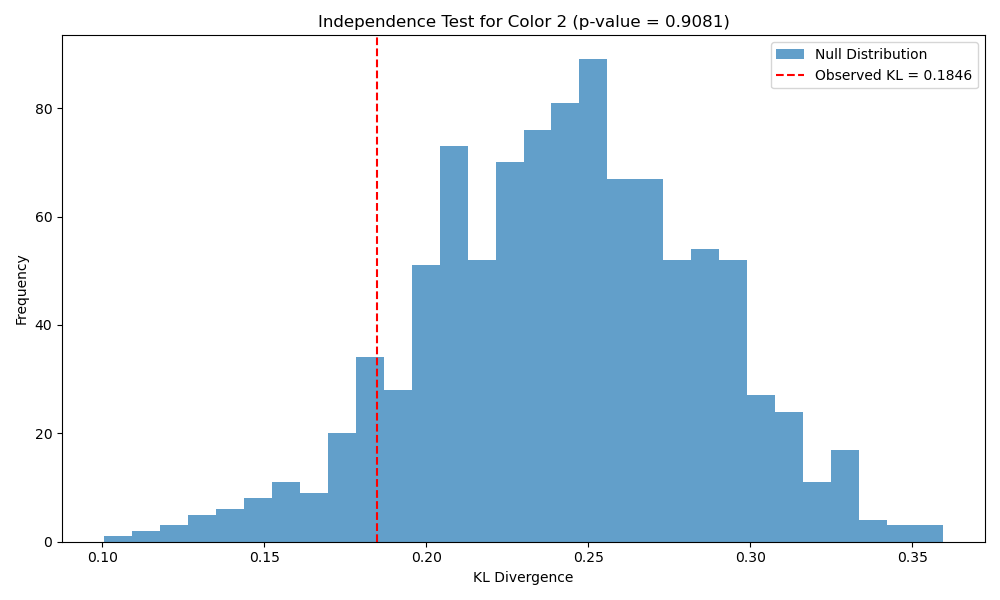 Independence Test for Color 2 (p-value = 0.9081)
Null Distribution
Observed KL = 0.1846
Frequency
80
60
40
20
0
0.10 0.15 0.20 0.25 0.30 0.35
KL Divergence